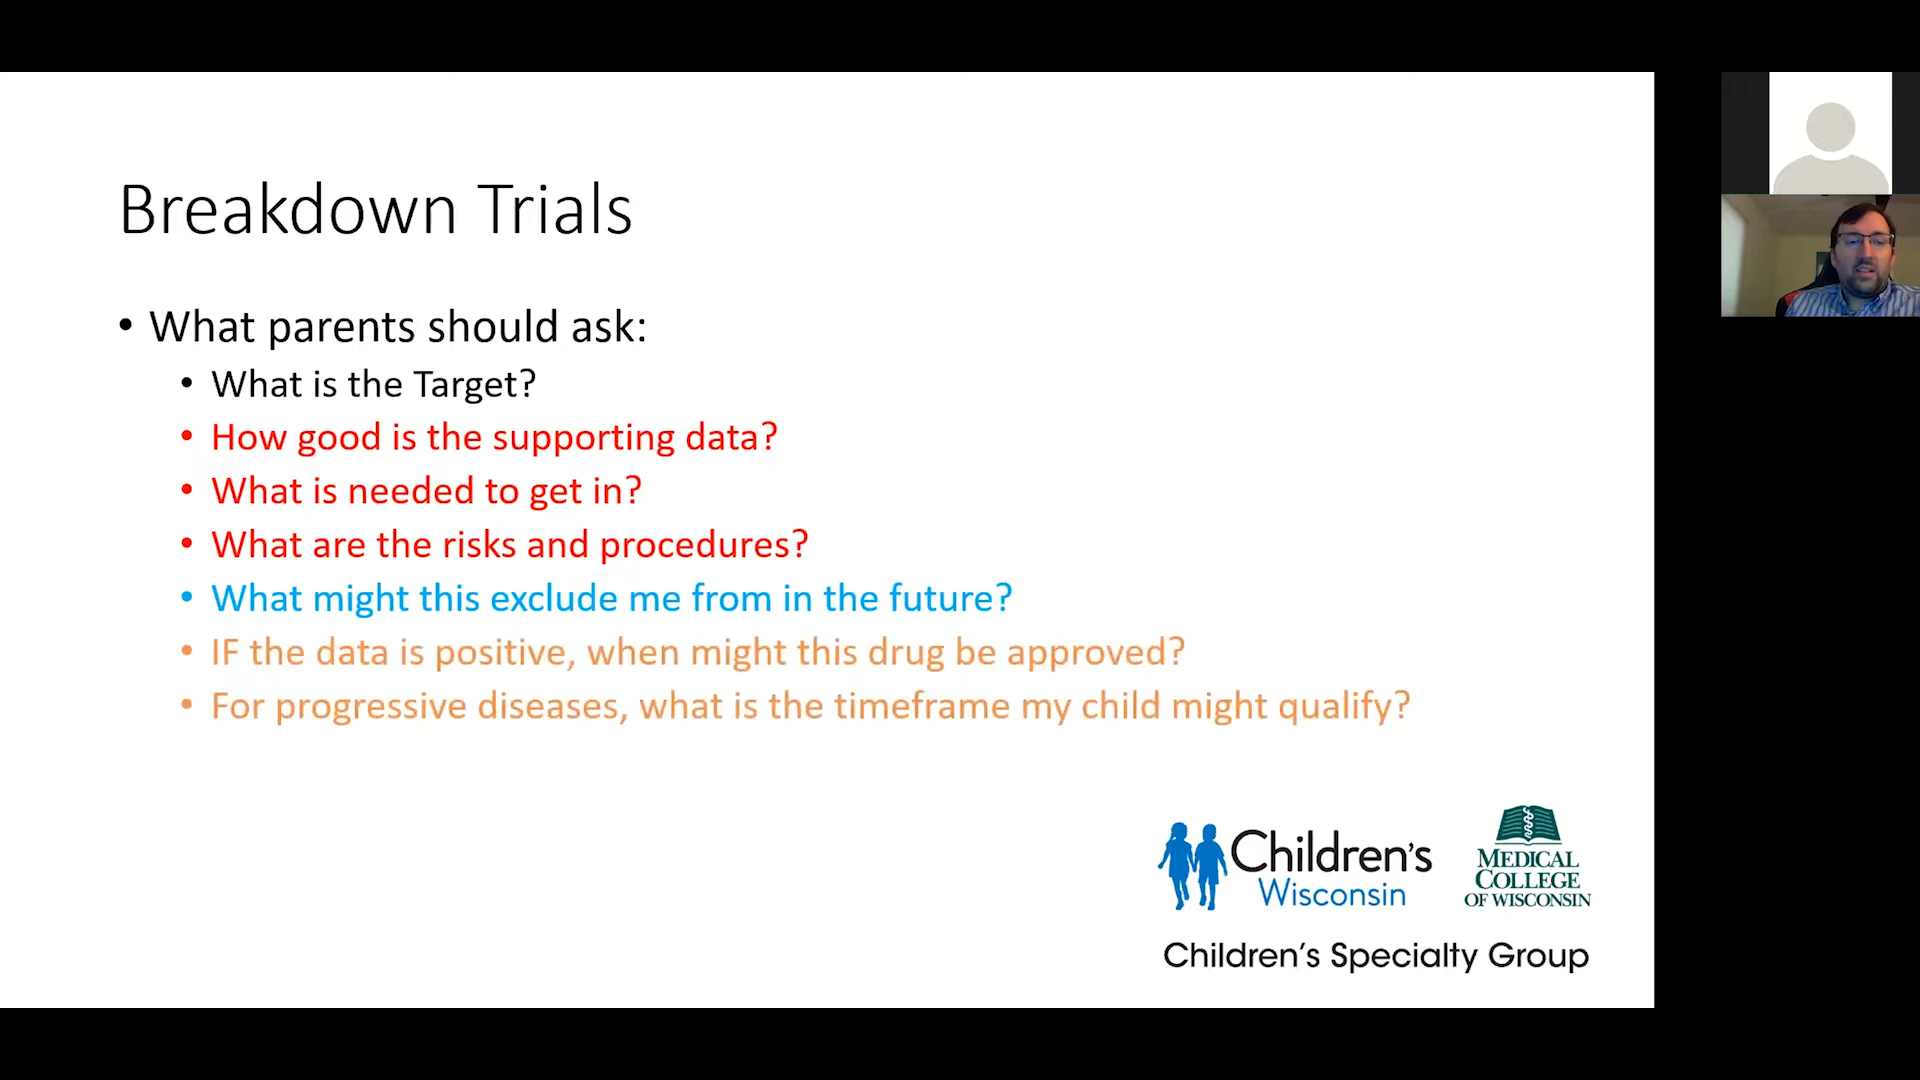 Breakdown Trials
• What parents should ask:
• What is the Target?
• How good is the supporting data?
• What is needed to get in?
• What are the risks and procedures?
• What might this exclude me from in the future?
• IF the data is positive, when might this drug be approved?
• For progressive diseases, what is the timeframe my child might qualify?
Children's
Wisconsin
MEDICAL
COLLEGE
OF WISCONSIN
Children's Specialty Group